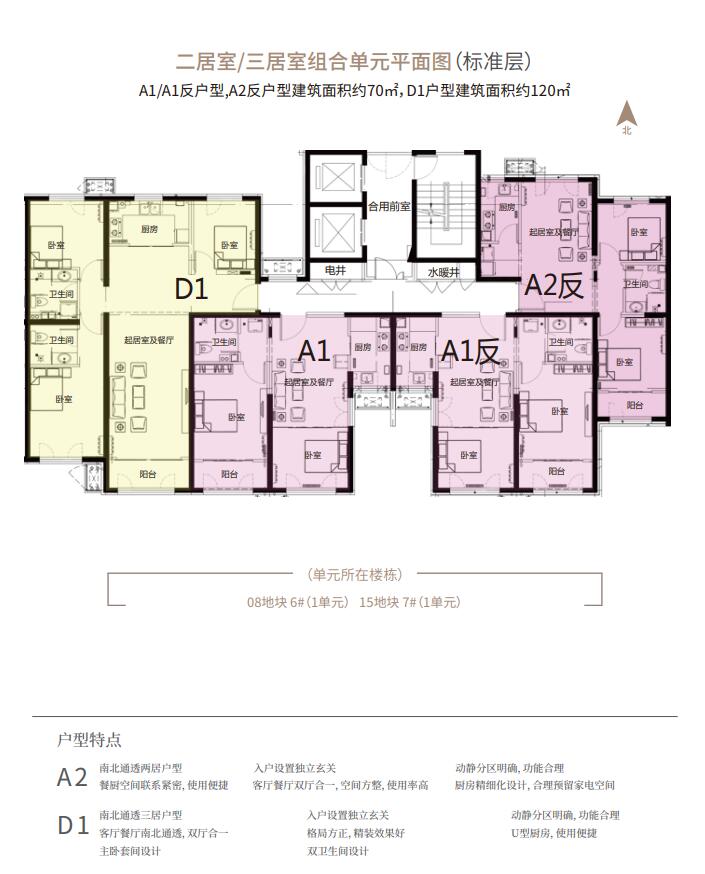 二居室/三居室组合单元平面图（标准层）
A1/A1反户型,A2反户型建筑面积约70㎡，D1户型建筑面积约120㎡
北
合用前室
电井
水暖井
卧室
厨房
卧室
D1
卫生间
卫生间
起居室及餐厅
卧室
阳台
厨房
起居室及餐厅
卧室
A2反
卫生间
卧室
阳台
卫生间
A1
厨房
起居室及餐厅
卧室
卧室
阳台
厨房
A1反
卫生间
起居室及餐厅
卧室
卧室
阳台
（单元所在楼栋）
08地块 6#（1单元） 15地块 7#（1单元）
户型特点
A2
南北通透两居户型 入户设置独立玄关 动静分区明确, 功能合理
餐厨空间联系紧密, 使用便捷 客厅餐厅双厅合一, 空间方整, 使用率高 厨房精细化设计, 合理预留家电空间
D1
南北通透三居户型 入户设置独立玄关 动静分区明确, 功能合理
客厅餐厅南北通透, 双厅合一 格局方正, 精装效果好 U型厨房, 使用便捷
主卧套间设计 双卫生间设计